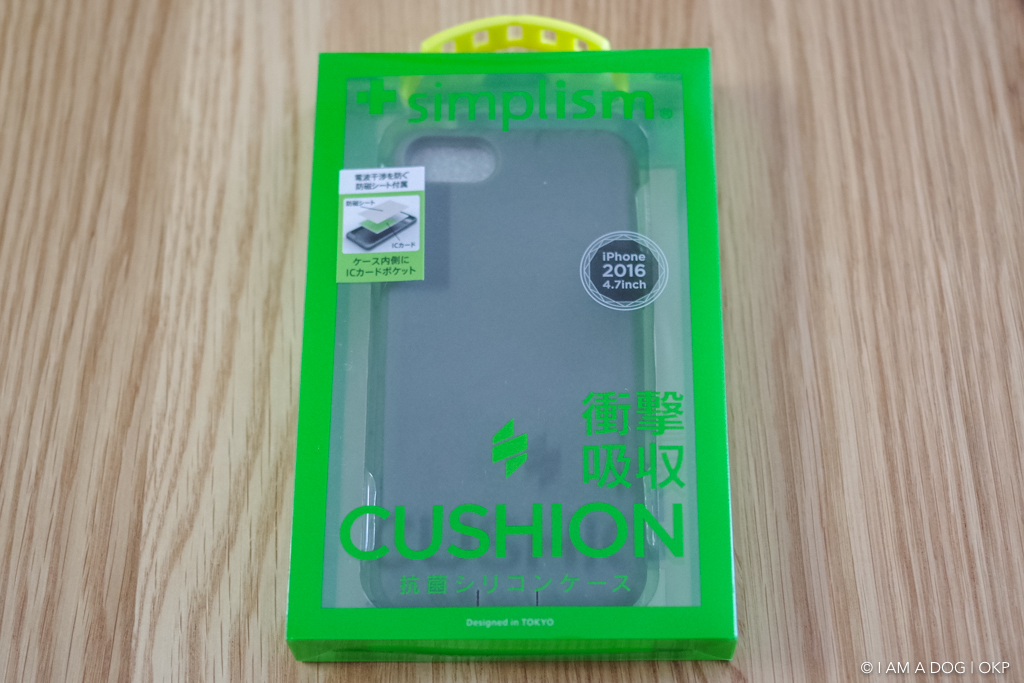 simplism®
電波干渉を防ぐ
防磁シート付属
防磁シート
ICカード
ケース内側に
ICカードポケット
iPhone
2016
4.7inch
衝撃
吸収
CUSHION
抗菌シリコンケース
Designed in TOKYO
© I AM A DOG | OKP